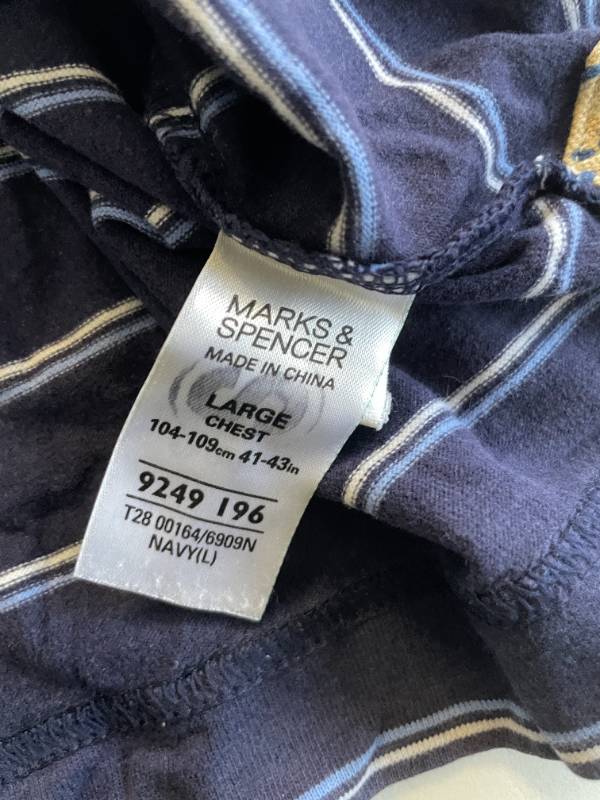 MARKS &
SPENCER
MADE IN CHINA
LARGE
CHEST
104-109cm 41-43in
9249 196
T28 00164/6909N
NAVY(L)